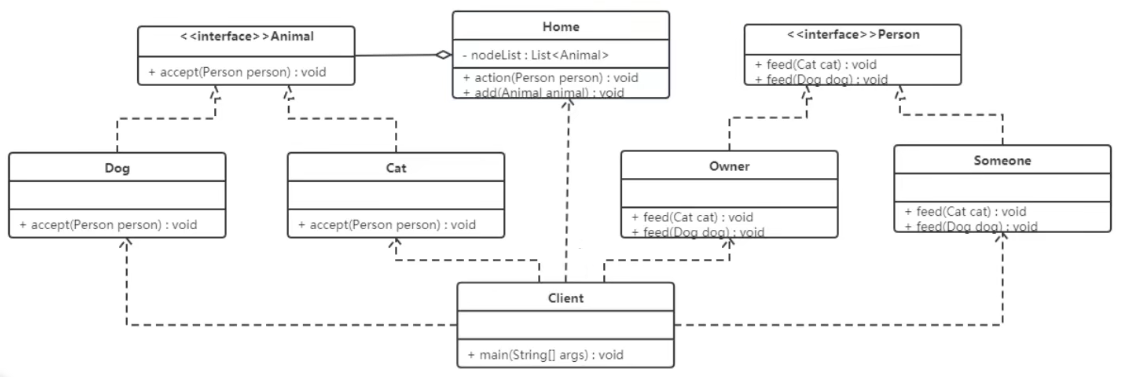 <<interface>>Animal
+ accept(Person person) : void
Home
- nodeList : List<Animal>
+ action(Person person) : void
+ add(Animal animal) : void
<<interface>>Person
+ feed(Cat cat) : void
+ feed(Dog dog) : void
Dog
+ accept(Person person) : void
Cat
+ accept(Person person) : void
Owner
+ feed(Cat cat) : void
+ feed(Dog dog) : void
Someone
+ feed(Cat cat) : void
+ feed(Dog dog) : void
Client
+ main(String[] args) : void